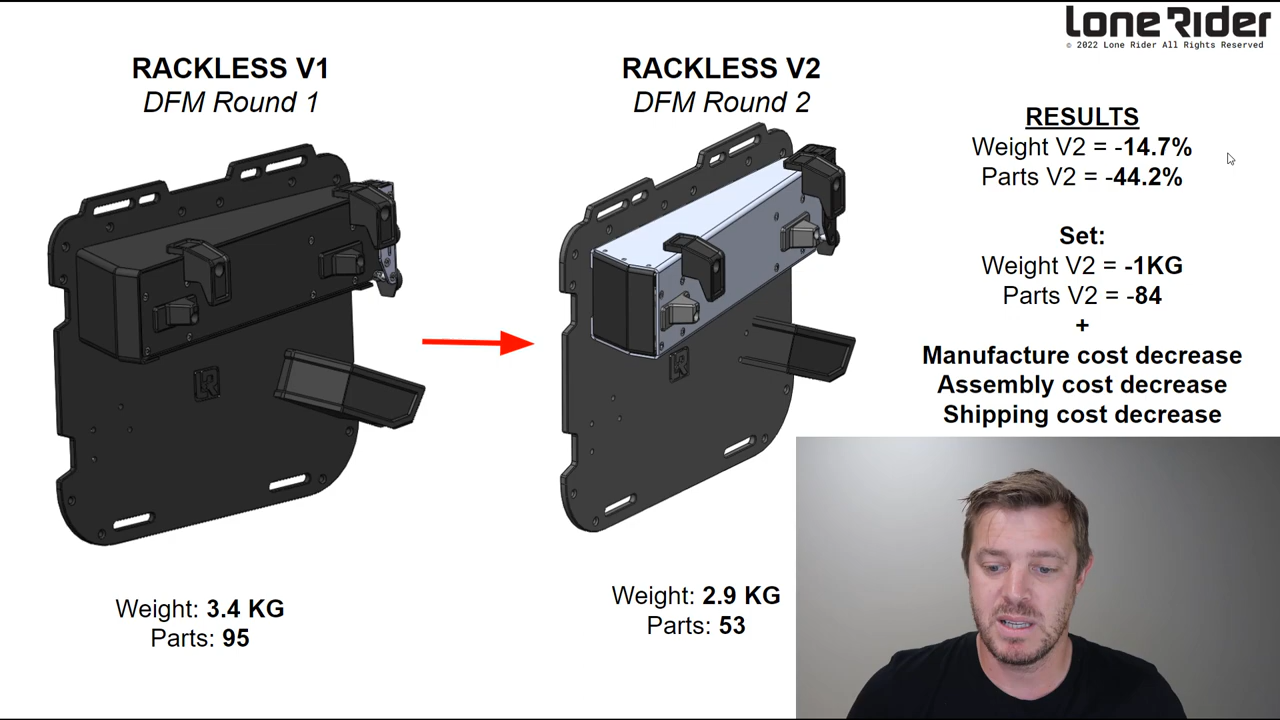 Lone Rider
© 2022 Lone Rider All Rights Reserved
RACKLESS V1
DFM Round 1
RACKLESS V2
DFM Round 2
RESULTS
Weight V2 = -14.7%
Parts V2 = -44.2%
Set:
Weight V2 = -1KG
Parts V2 = -84
+
Manufacture cost decrease
Assembly cost decrease
Shipping cost decrease
LR
LR
Weight: 3.4 KG
Parts: 95
Weight: 2.9 KG
Parts: 53